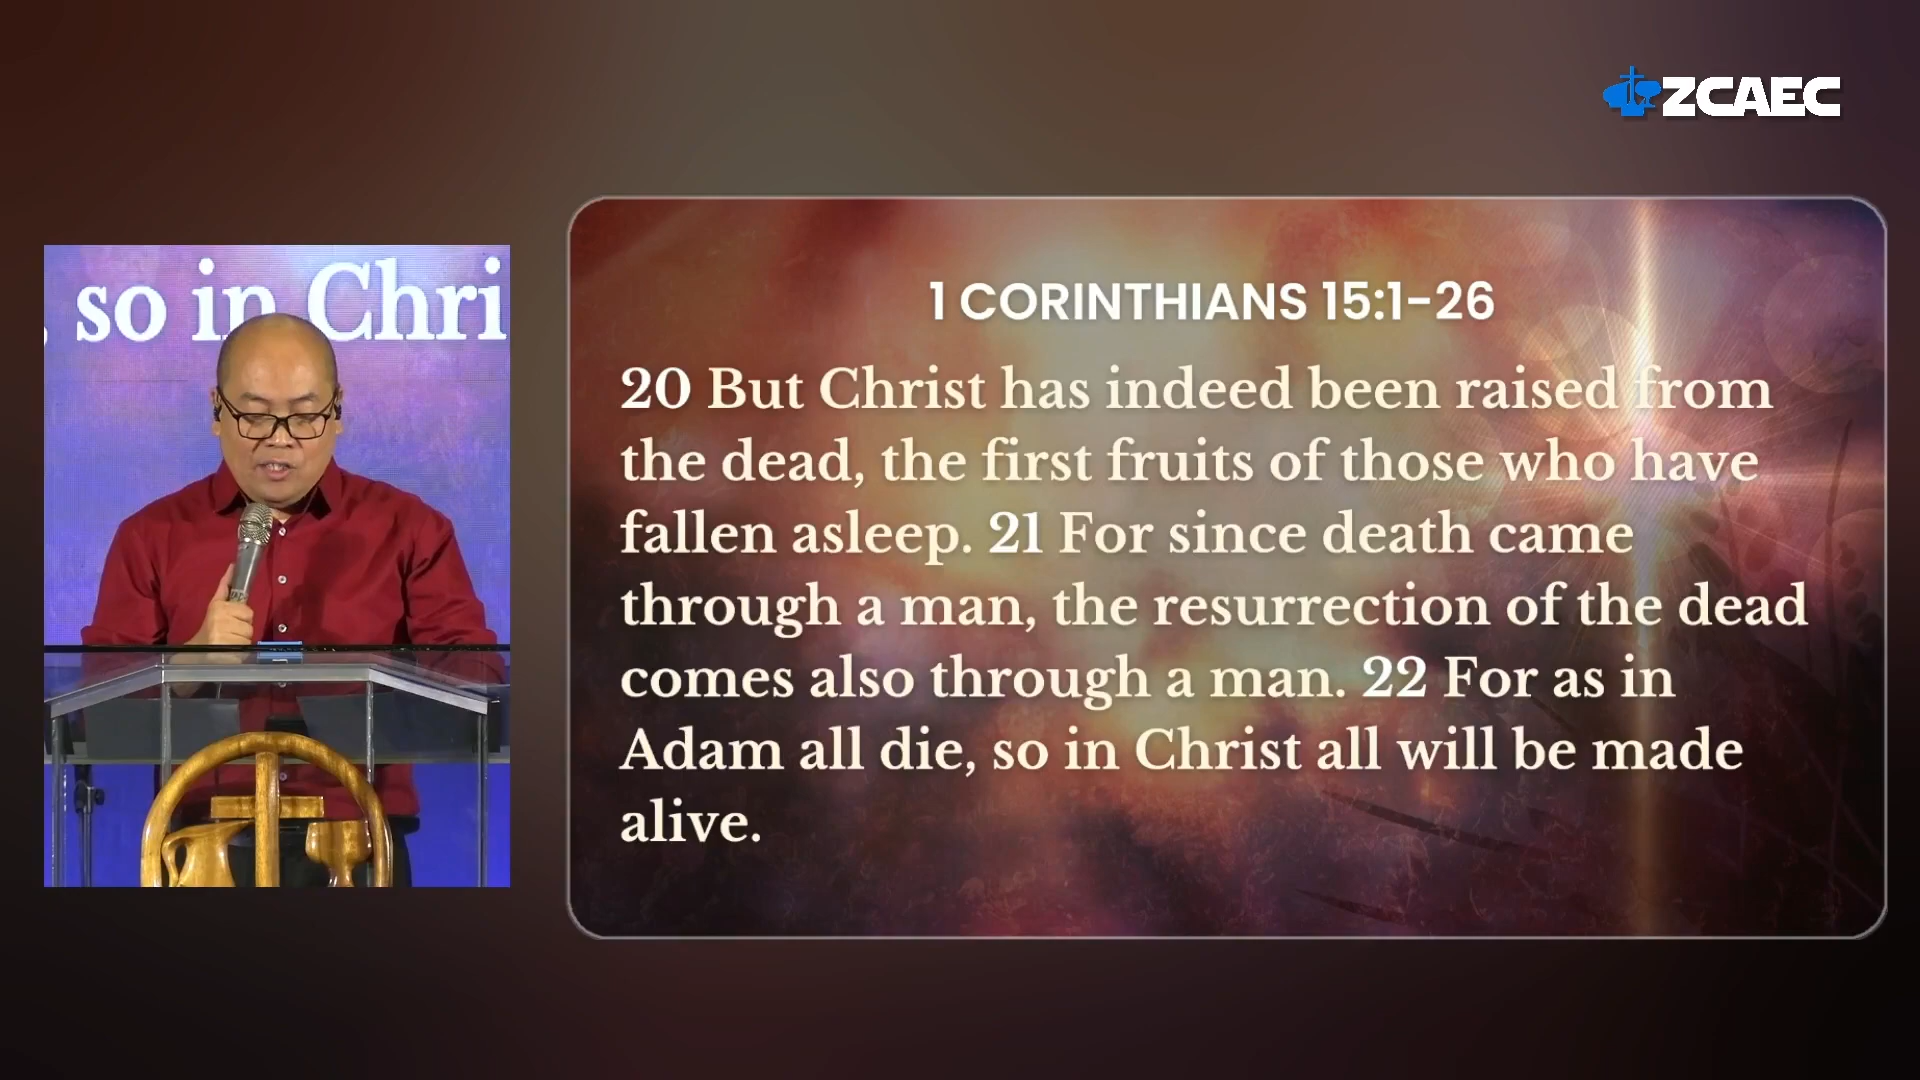 ZCAEC
, so in Chri
1 CORINTHIANS 15:1-26
20 But Christ has indeed been raised from
the dead, the first fruits of those who have
fallen asleep. 21 For since death came
through a man, the resurrection of the dead
comes also through a man. 22 For as in
Adam all die, so in Christ all will be made
alive.